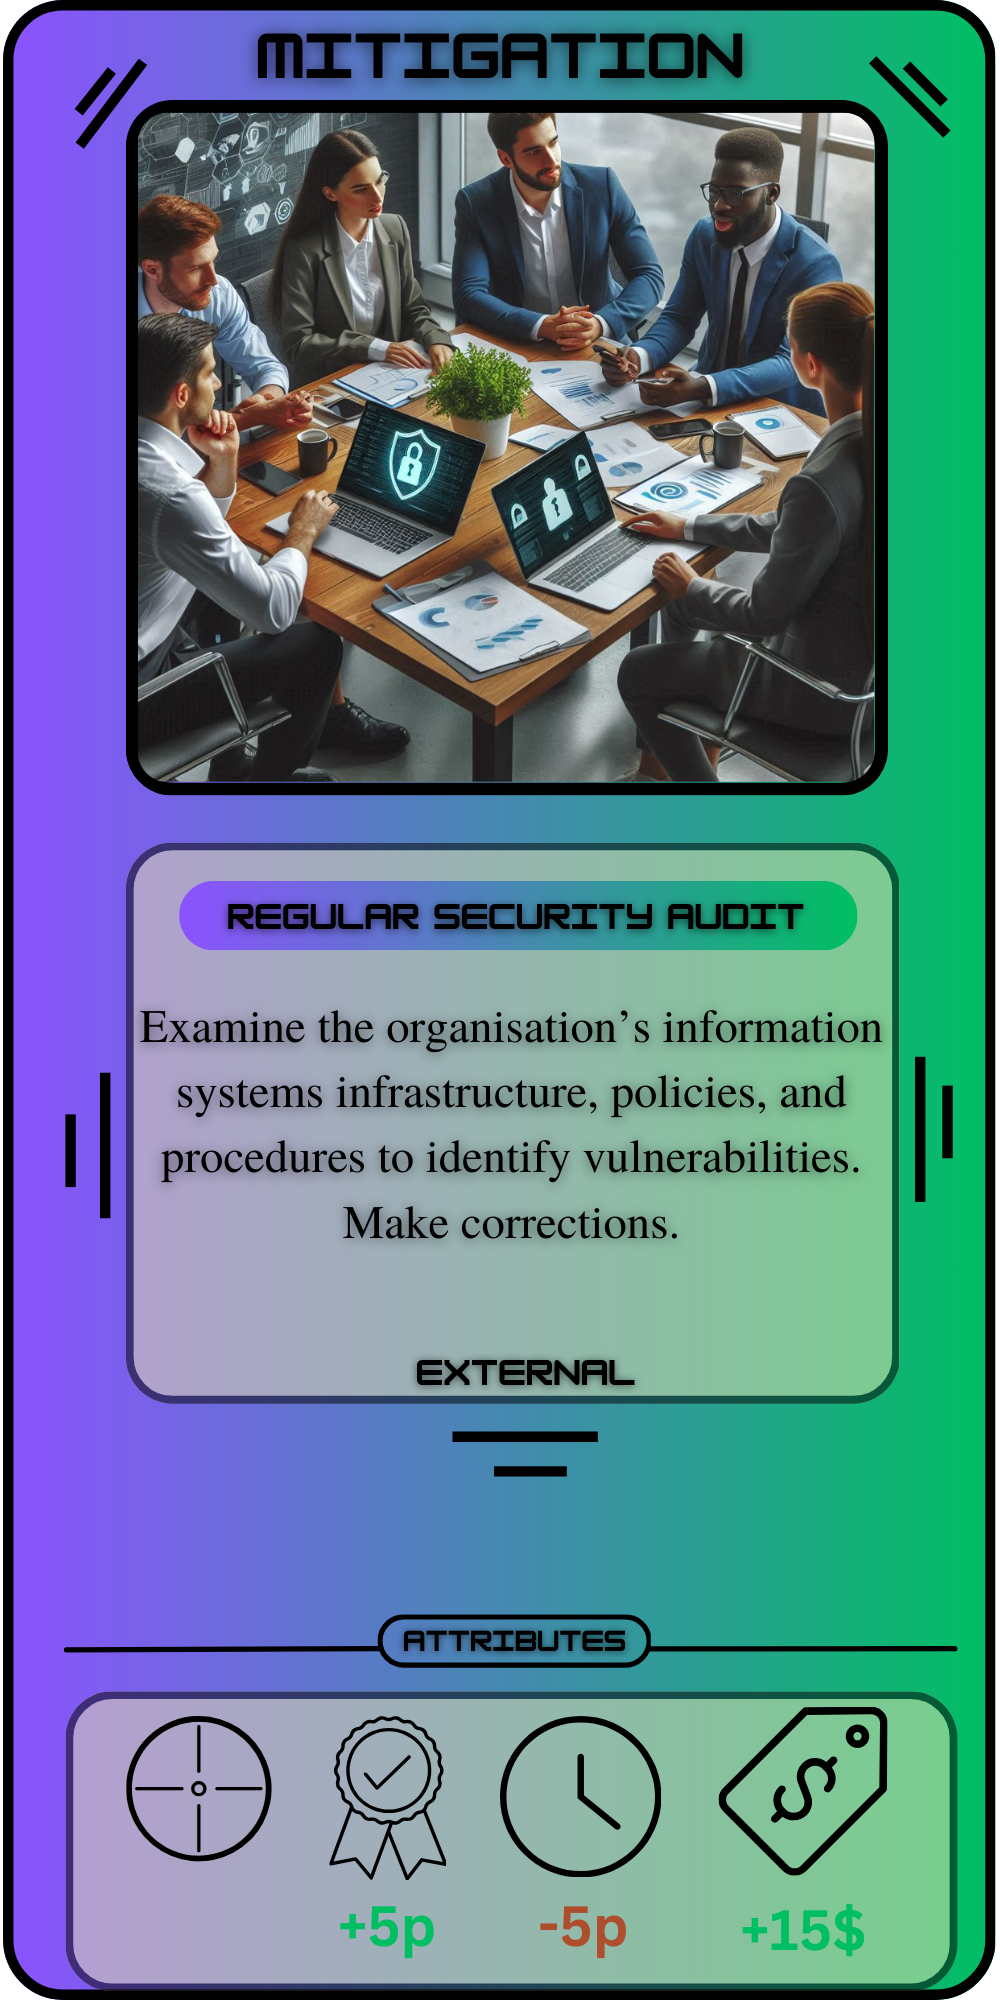 MITIGATION
REGULAR SECURITY AUDIT
Examine the organisation’s information
systems infrastructure, policies, and
procedures to identify vulnerabilities.
Make corrections.
EXTERNAL
ATTRIBUTES
+5p -5p +15$